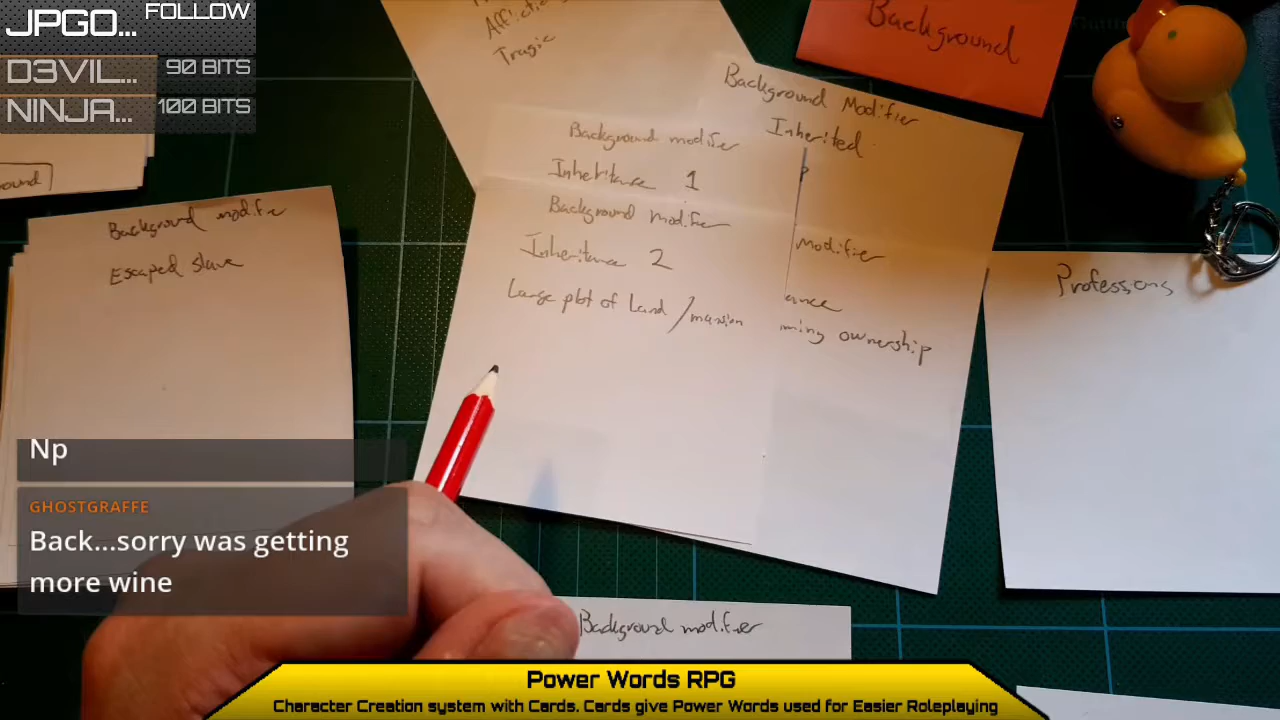 JPGO... FOLLOW
D3VIL... 90 BITS
NINJA... 100 BITS
ound
Background modifier
Escaped Slave
Tragic
Background Modifier
Inherited
Background modifier
Inheritance 1
Background modifier
Inheritance 2
Large plot of Land / mansion
modifier
ance
ming ownership
Background
Professions
Background modifier
Np
GHOSTGRAFFE
Back...sorry was getting
more wine
Power Words RPG
Character Creation system with Cards. Cards give Power Words used for Easier Roleplaying